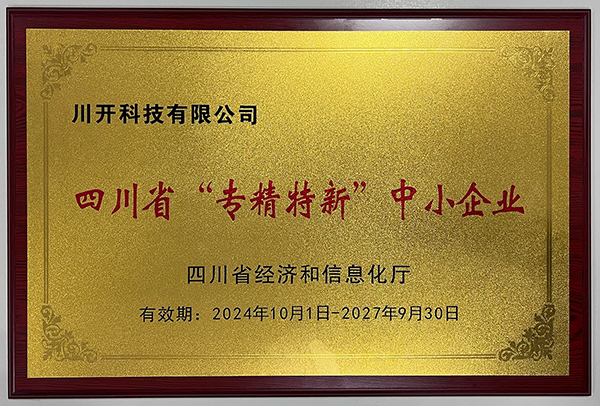 川开科技有限公司
四川省“专精特新”中小企业
四川省经济和信息化厅
有效期：2024年10月1日-2027年9月30日